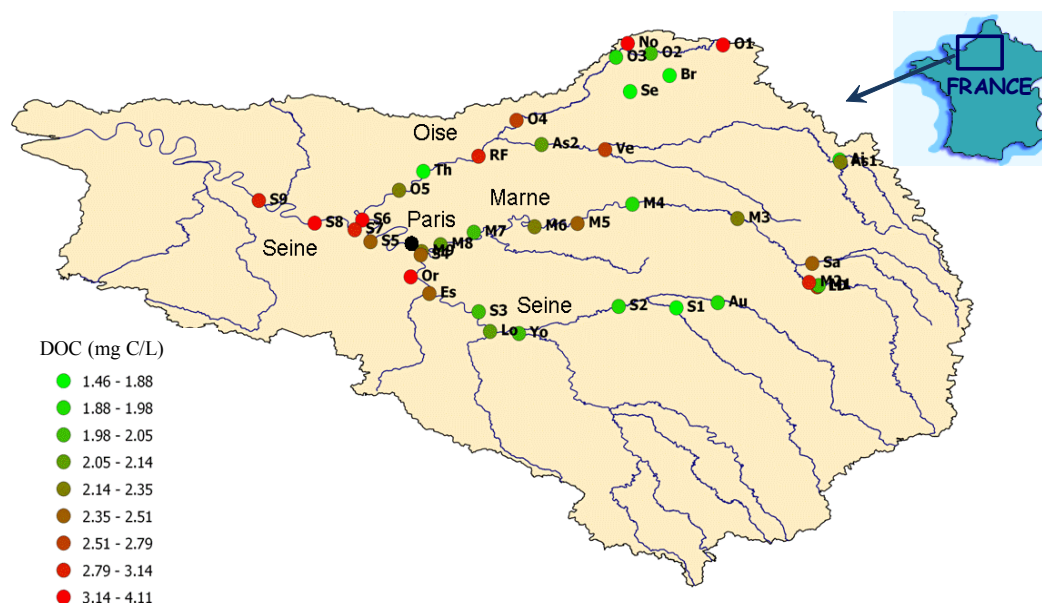 No
O1
O2
O3
Br
FRANCE
Se
O4
Oise
As2
Ve
RF
Ai
As1
Th
O5
Marne
M4
S9
S6
M3
S8
Paris
M6
M5
S7
M7
Seine
S5
M8
M9
S4
Sa
Or
M2
M1
Es
Seine
S3
S2
S1
Au
Lo
Yo
DOC (mg C/L)
1.46 - 1.88
1.88 - 1.98
1.98 - 2.05
2.05 - 2.14
2.14 - 2.35
2.35 - 2.51
2.51 - 2.79
2.79 - 3.14
3.14 - 4.11